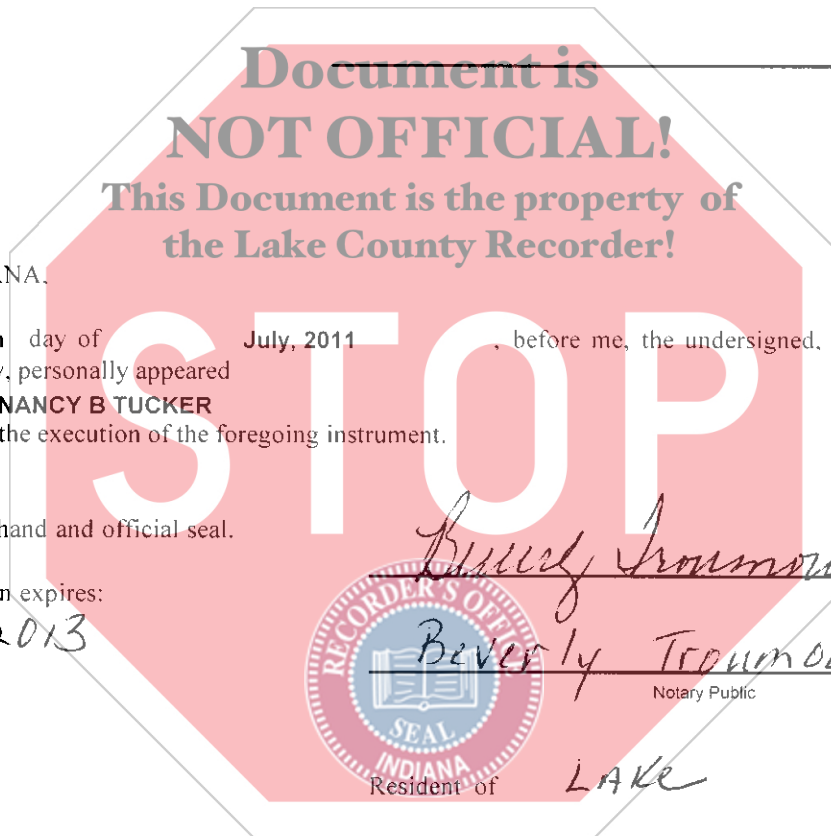 Document is
NOT OFFICIAL!
This Document is the property of
the Lake County Recorder!
STOP
day of July, 2011 , before me, the undersigned,
, personally appeared
NANCY B TUCKER
the execution of the foregoing instrument.
hand and official seal.
expires:
2013
Beverly
Notary Public
RECORDER'S OFFICE
SEAL
INDIANA
Resident of LAKe